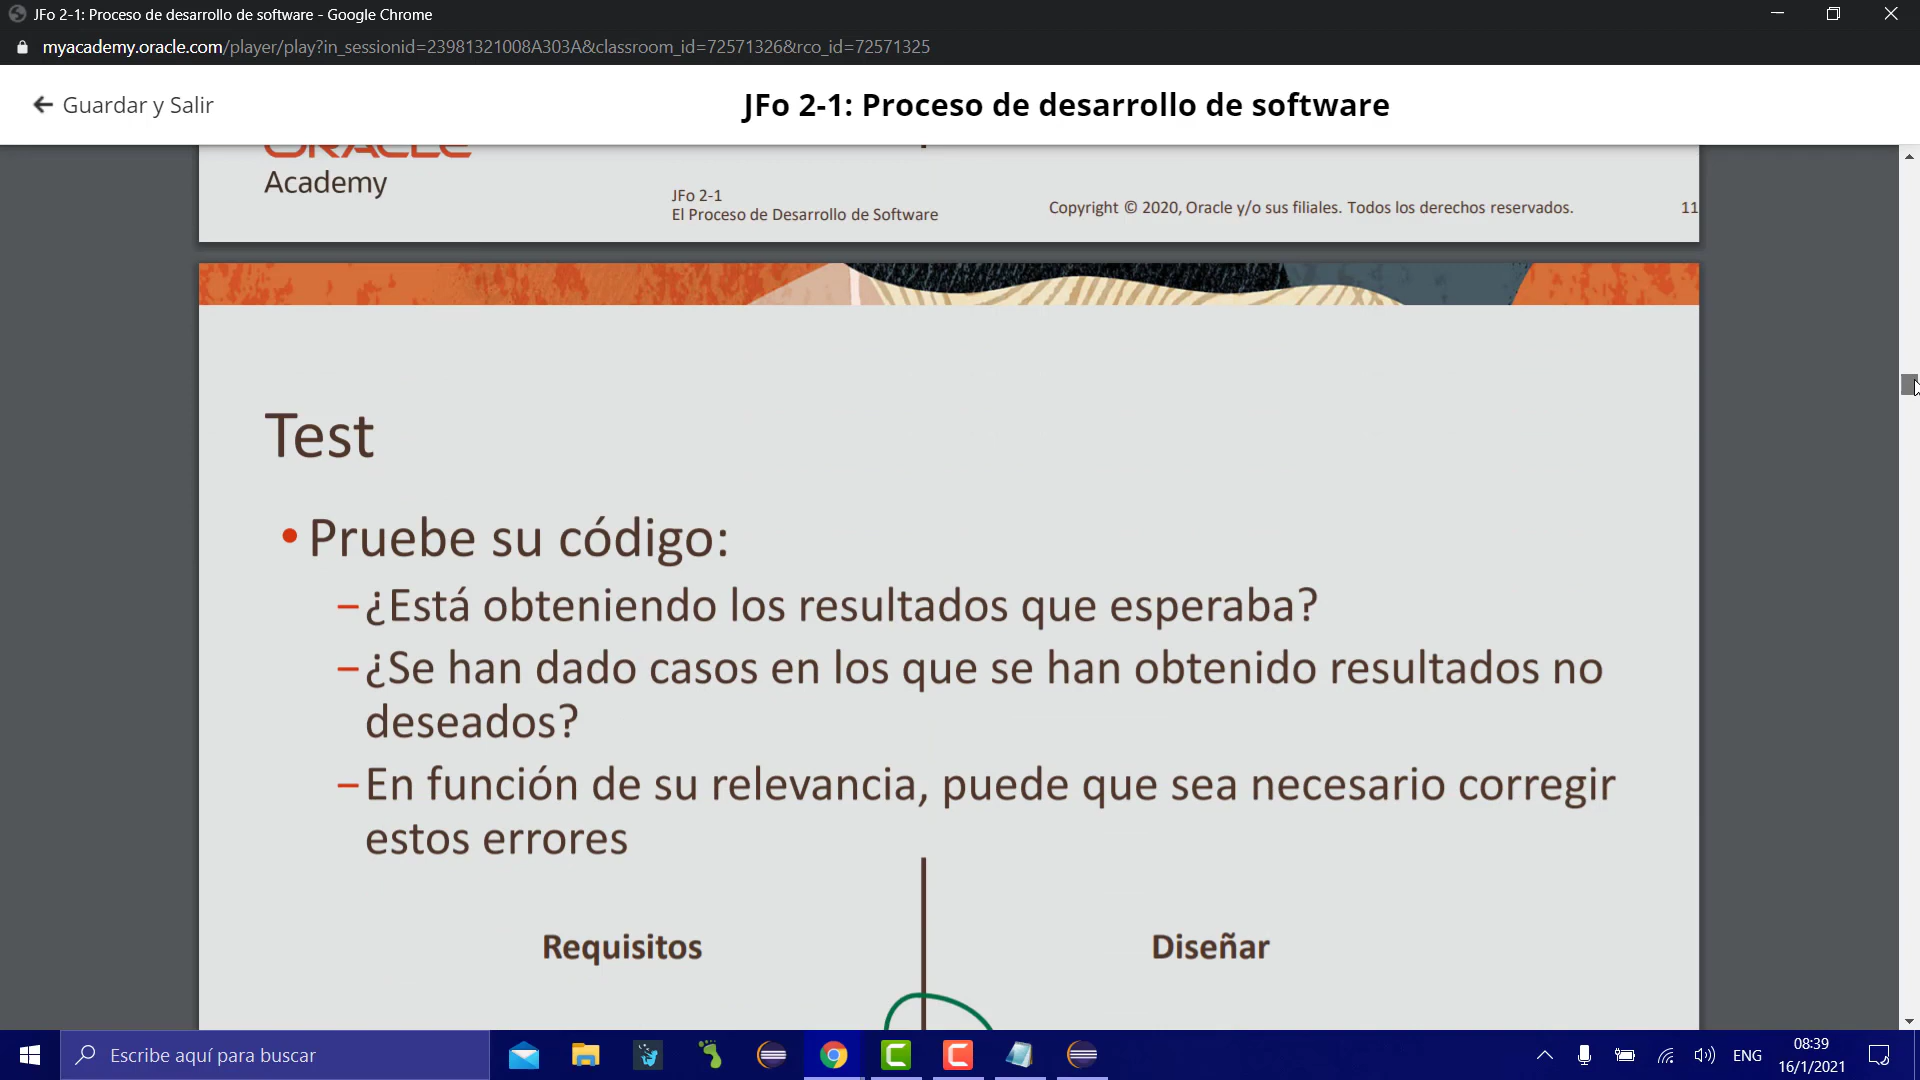 JFo 2-1: Proceso de desarrollo de software - Google Chrome
myacademy.oracle.com/player/play?in_sessionid=23981321008A303A&classroom_id=72571326&rco_id=72571325
Guardar y Salir
JFo 2-1: Proceso de desarrollo de software
ORACLE
Academy
JFo 2-1
El Proceso de Desarrollo de Software
Copyright © 2020, Oracle y/o sus filiales. Todos los derechos reservados.
11
Test
• Pruebe su código:
–¿Está obteniendo los resultados que esperaba?
–¿Se han dado casos en los que se han obtenido resultados no
deseados?
–En función de su relevancia, puede que sea necesario corregir
estos errores
Requisitos
Diseñar
Escribe aquí para buscar
ENG
08:39
16/1/2021